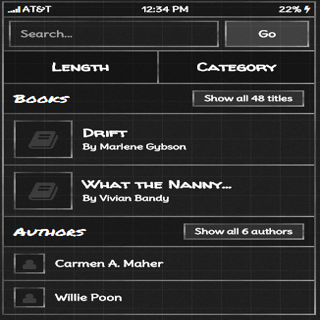 AT&T 12:34 PM 22%
Search... Go
Length Category
Books Show all 48 titles
Drift
By Marlene Gybson
What the Nanny...
By Vivian Bandy
Authors Show all 6 authors
Carmen A. Maher
Willie Poon